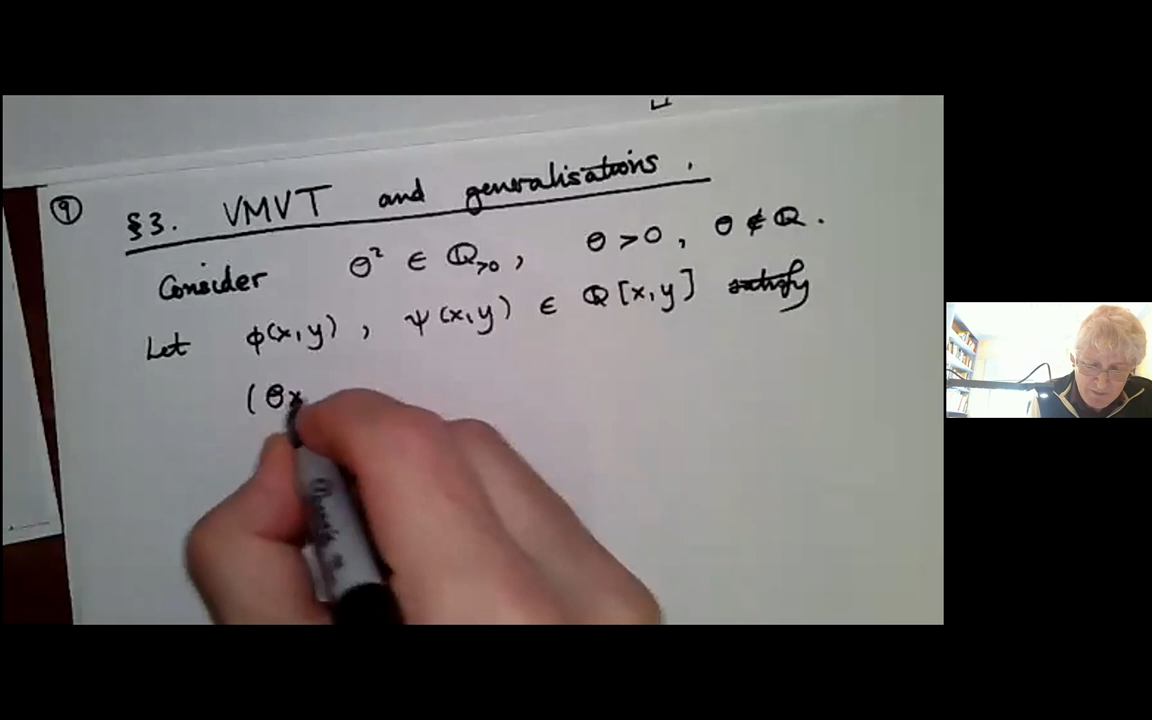 ⑨ §3. VMVT and generalisations.
Consider θ² ∈ ℚ>0, θ > 0, θ ∉ ℚ.
Let φ(x,y), ψ(x,y) ∈ ℚ[x,y] satisfy
(θx